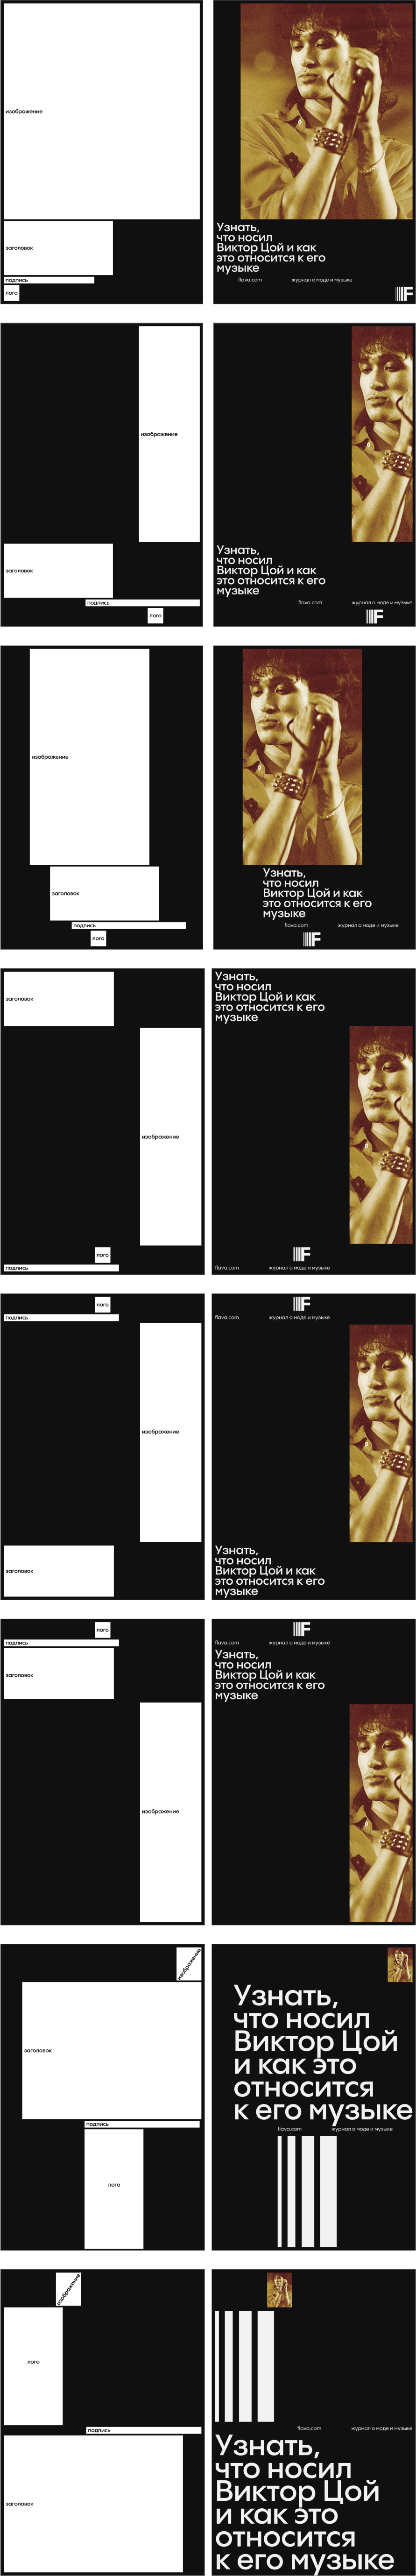 изображение
заголовок
подпись
лого
Узнать,
что носил
Виктор Цой и как
это относится к его
музыке
flava.com журнал о моде и музыке
F
изображение
заголовок
подпись
лого
Узнать,
что носил
Виктор Цой и как
это относится к его
музыке
flava.com журнал о моде и музыке
F
изображение
заголовок
подпись
лого
Узнать,
что носил
Виктор Цой и как
это относится к его
музыке
flava.com журнал о моде и музыке
F
заголовок
изображение
лого
подпись
Узнать,
что носил
Виктор Цой и как
это относится к его
музыке
F
flava.com журнал о моде и музыке
лого
подпись
изображение
заголовок
F
flava.com журнал о моде и музыке
Узнать,
что носил
Виктор Цой и как
это относится к его
музыке
лого
подпись
заголовок
изображение
F
flava.com журнал о моде и музыке
Узнать,
что носил
Виктор Цой и как
это относится к его
музыке
изображение
заголовок
подпись
лого
Узнать,
что носил
Виктор Цой
и как это
относится
к его музыке
flava.com журнал о моде и музыке
изображение
лого
подпись
заголовок
flava.com журнал о моде и музыке
Узнать,
что носил
Виктор Цой
и как это
относится
к его музыке